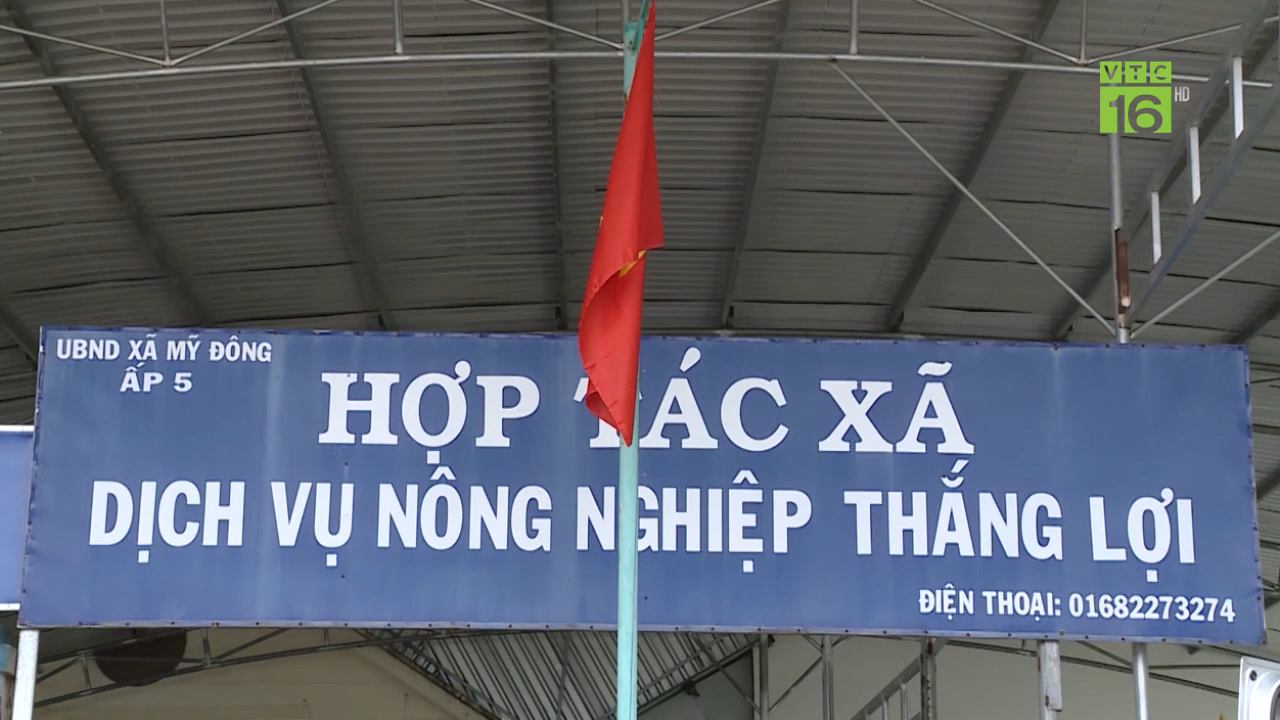 VTC
16 HD
UBND XÃ MỸ ĐÔNG
ẤP 5
HỢP TÁC XÃ
DỊCH VỤ NÔNG NGHIỆP THẮNG LỢI
ĐIỆN THOẠI: 01682273274